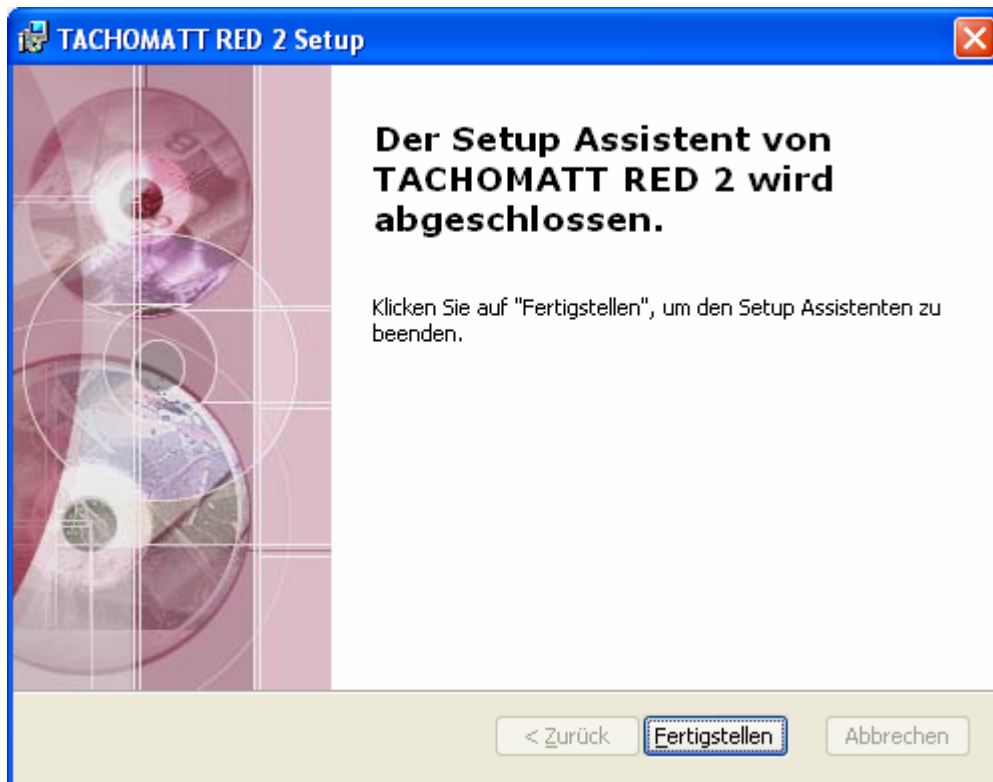 TACHOMATT RED 2 Setup
Der Setup Assistent von
TACHOMATT RED 2 wird
abgeschlossen.
Klicken Sie auf "Fertigstellen", um den Setup Assistenten zu
beenden.
< Zurück
Fertigstellen
Abbrechen